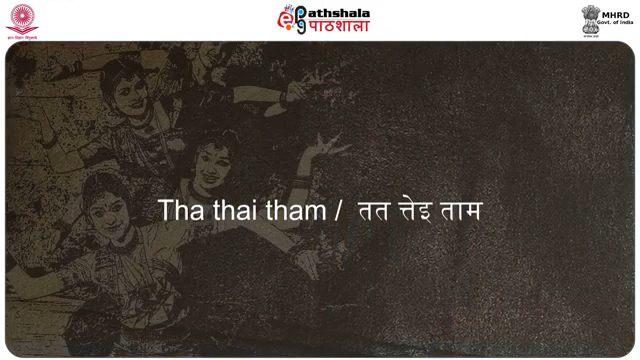 Pathshala
पाठशाला
MHRD
Govt. of India
Tha thai tham / तत त्तेइ ताम